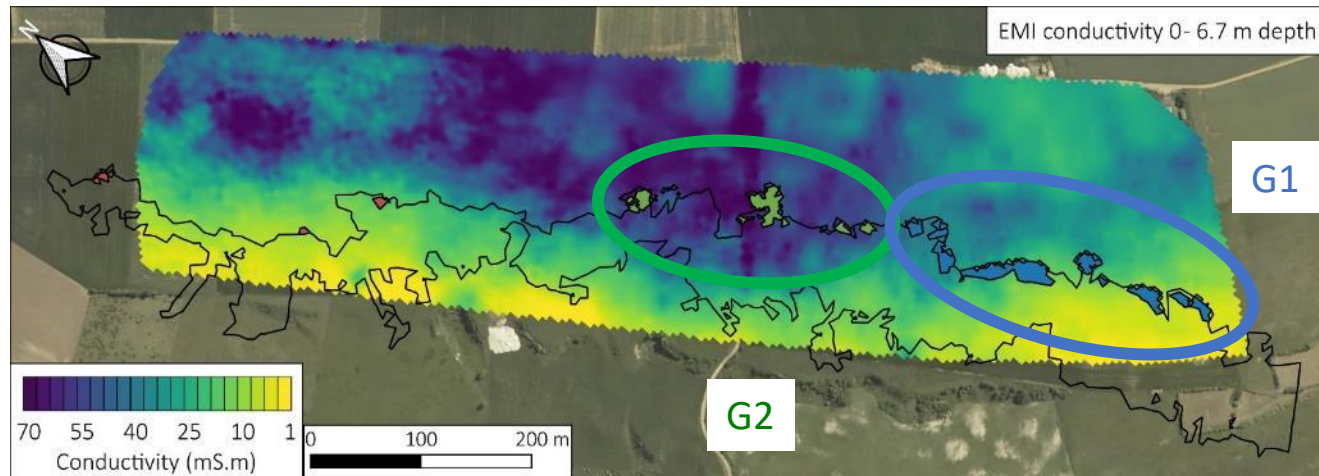 N
EMI conductivity 0- 6.7 m depth
G1
G2
70 55 40 25 10 1
Conductivity (mS.m)
0 100 200 m